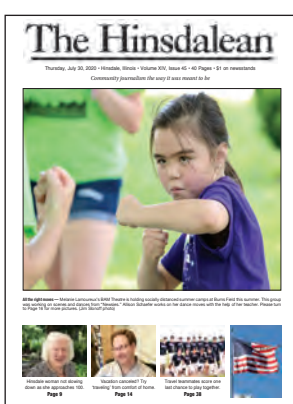 The Hinsdalean
Thursday, July 30, 2020 • Hinsdale, Illinois • Volume XIV, Issue 45 • 40 Pages • $1 on newsstands
Community journalism the way it was meant to be
All the right moves — Melanie Lamoureux's BAM Theatre is holding socially distanced summer camps at Burns Field this summer. This group
was working on scenes and dances from "Newsies." Allison Schaefer works on her dance moves with the help of her teacher. Please turn
to Page 16 for more pictures. (Jim Slonoff photo)
Hinsdale woman not slowing
down as she approaches 100.
Page 9
Vacation canceled? Try
'traveling' from comfort of home.
Page 14
Travel teammates score one
last chance to play together.
Page 38